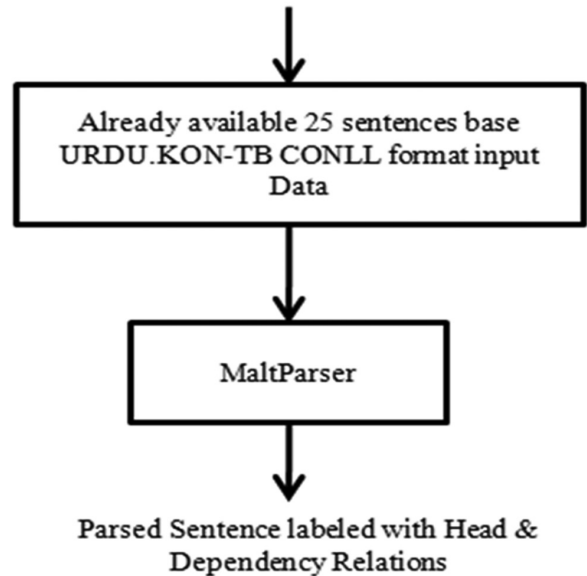 Already available 25 sentences base
URDU.KON-TB CONLL format input
Data
MaltParser
Parsed Sentence labeled with Head &
Dependency Relations